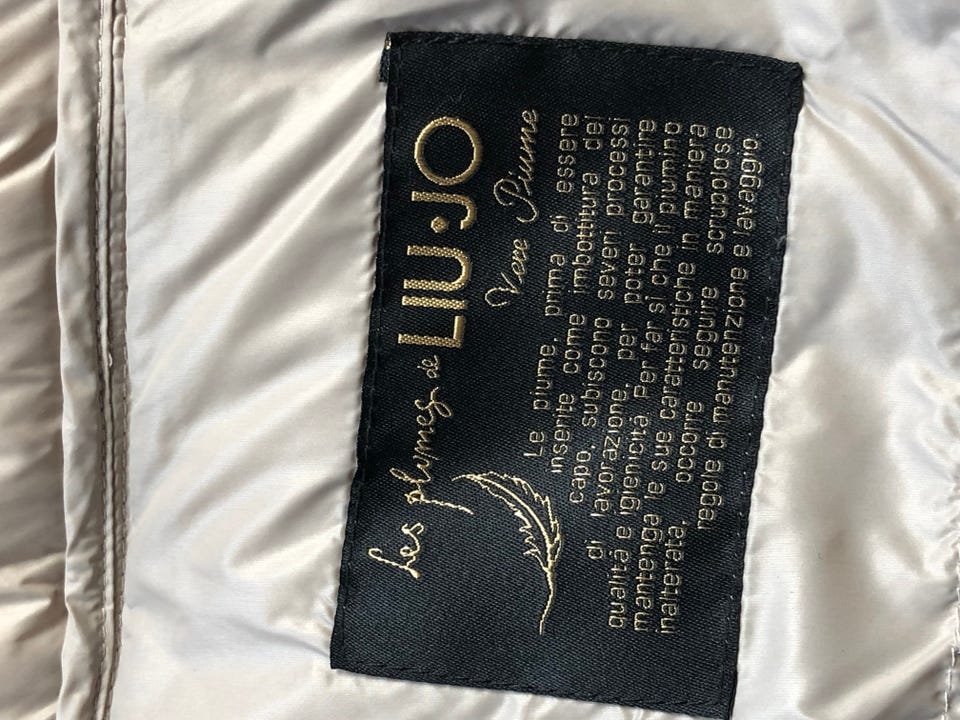 Les plumes de LIU·JO
Vere Piume
Le piume, prima di essere
inserite come imbottitura dei
capo, subiscono severi processi
di lavorazione, per poter garantire
qualità e igienicità. Per far si che il piumino
mantenga le sue caratteristiche in maniera
inalterata, occorre seguire scrupolose
regole di manutenzione e lavaggio.